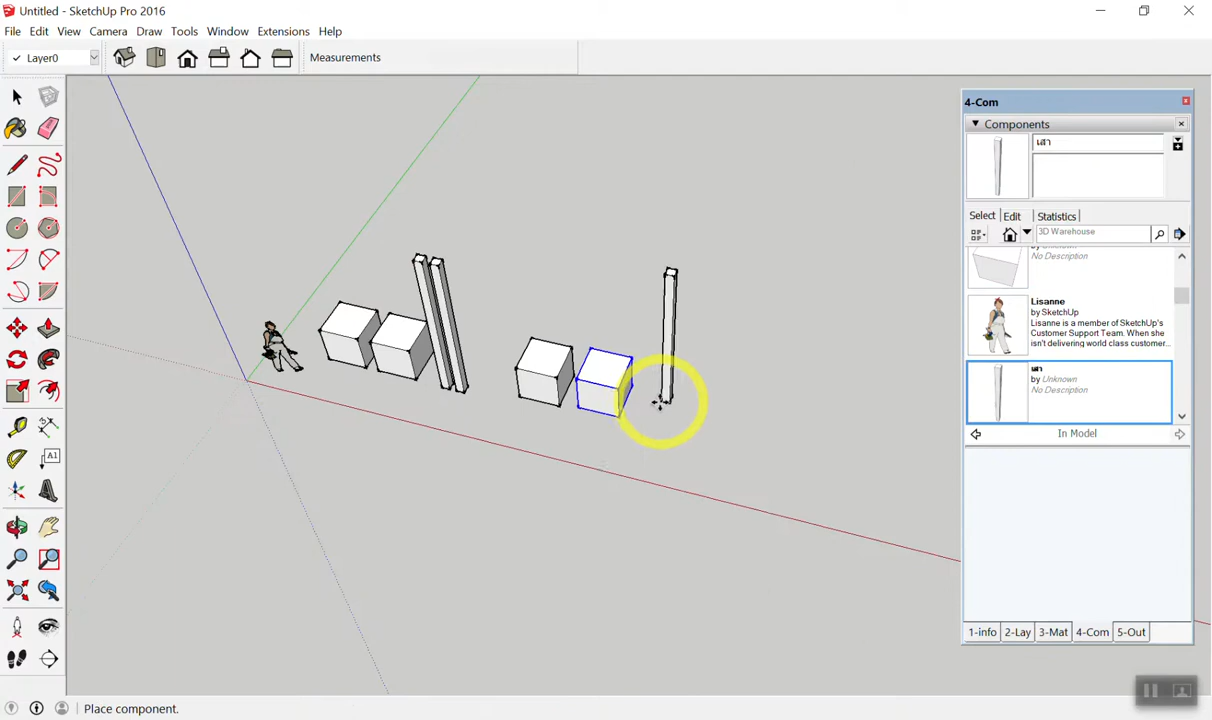 Untitled - SketchUp Pro 2016
File Edit View Camera Draw Tools Window Extensions Help
Layer0
Measurements
4-Com
Components
เสา
Select Edit Statistics
3D Warehouse
No Description
Lisanne
by SketchUp
Lisanne is a member of SketchUp's
Customer Support Team. When she
isn't delivering world class customer...
เสา
by Unknown
No Description
In Model
1-info 2-Lay 3-Mat 4-Com 5-Out
A1
Place component.